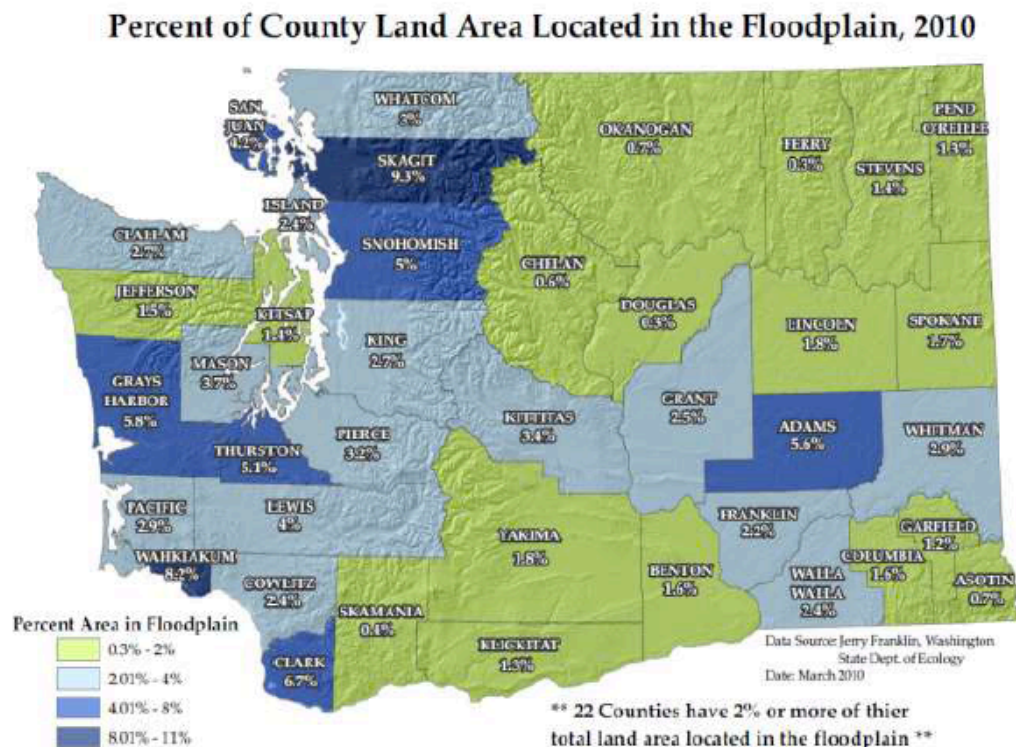 Percent of County Land Area Located in the Floodplain, 2010
WHATCOM
3%
SAN
JUAN
4.2%
SKAGIT
9.3%
OKANOGAN
0.7%
FERRY
0.3%
STEVENS
1.4%
PEND
OREILLE
1.3%
ISLAND
2.4%
CLALLAM
2.7%
SNOHOMISH
5%
CHELAN
0.6%
JEFFERSON
1.5%
KITSAP
1.4%
DOUGLAS
LINCOLN
1.8%
SPOKANE
1.7%
KING
2.7%
MASON
3.7%
GRAYS
HARBOR
5.8%
GRANT
2.5%
KITTITAS
3.4%
ADAMS
5.6%
WHITMAN
2.9%
THURSTON
5.1%
PIERCE
3.2%
PACIFIC
2.9%
LEWIS
4%
FRANKLIN
2.2%
GARFIELD
1.2%
YAKIMA
1.8%
WAHKIAKUM
8.2%
COLUMBIA
1.6%
BENTON
1.6%
WALLA
WALLA
2.4%
ASOTIN
0.7%
COWLITZ
2.4%
SKAMANIA
KLICKITAT
1.3%
CLARK
6.7%
Percent Area in Floodplain
0.3% - 2%
2.01% - 4%
4.01% - 8%
8.01% - 11%
Data Source: Jerry Franklin, Washington
State Dept. of Ecology
Date: March 2010
** 22 Counties have 2% or more of thier
total land area located in the floodplain **